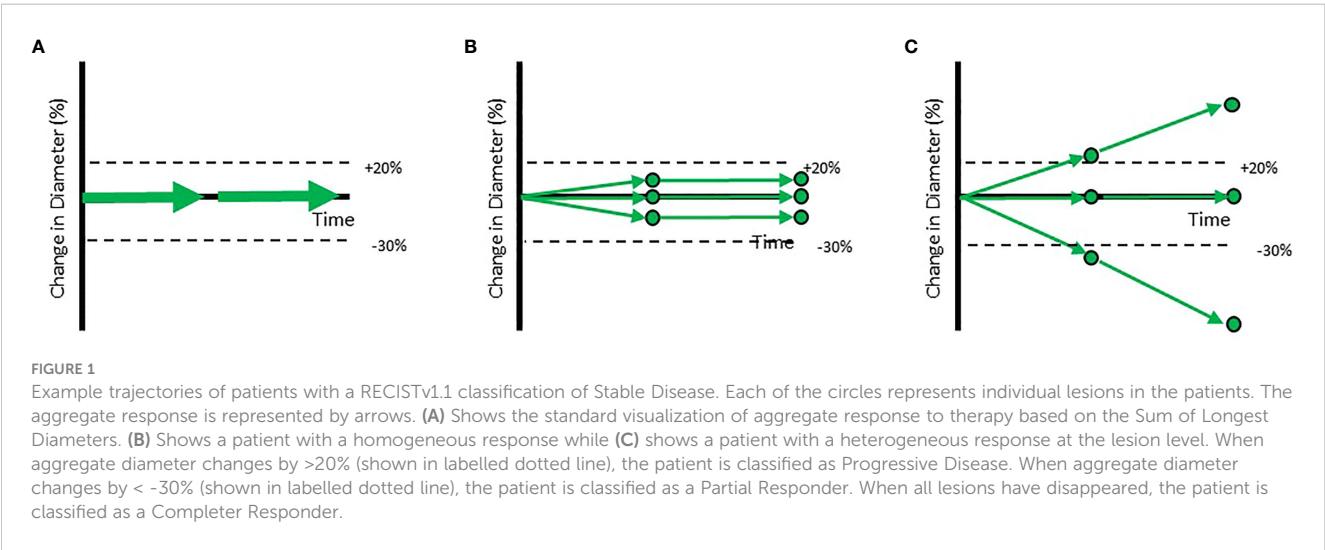 A
B
C
Change in Diameter (%)
+20%
Time
-30%
Change in Diameter (%)
+20%
Time
-30%
Change in Diameter (%)
+20%
Time
-30%
FIGURE 1
Example trajectories of patients with a RECISTv1.1 classification of Stable Disease. Each of the circles represents individual lesions in the patients. The
aggregate response is represented by arrows. (A) Shows the standard visualization of aggregate response to therapy based on the Sum of Longest
Diameters. (B) Shows a patient with a homogeneous response while (C) shows a patient with a heterogeneous response at the lesion level. When
aggregate diameter changes by >20% (shown in labelled dotted line), the patient is classified as Progressive Disease. When aggregate diameter
changes by < -30% (shown in labelled dotted line), the patient is classified as a Partial Responder. When all lesions have disappeared, the patient is
classified as a Completer Responder.